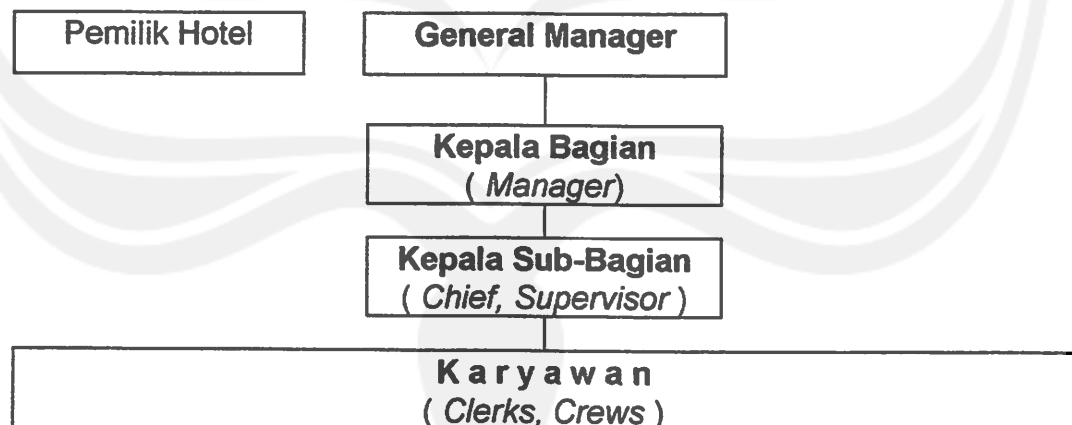 Pemilik Hotel
General Manager
Kepala Bagian
( Manager)
Kepala Sub-Bagian
( Chief, Supervisor )
K a r y a w a n
( Clerks, Crews )